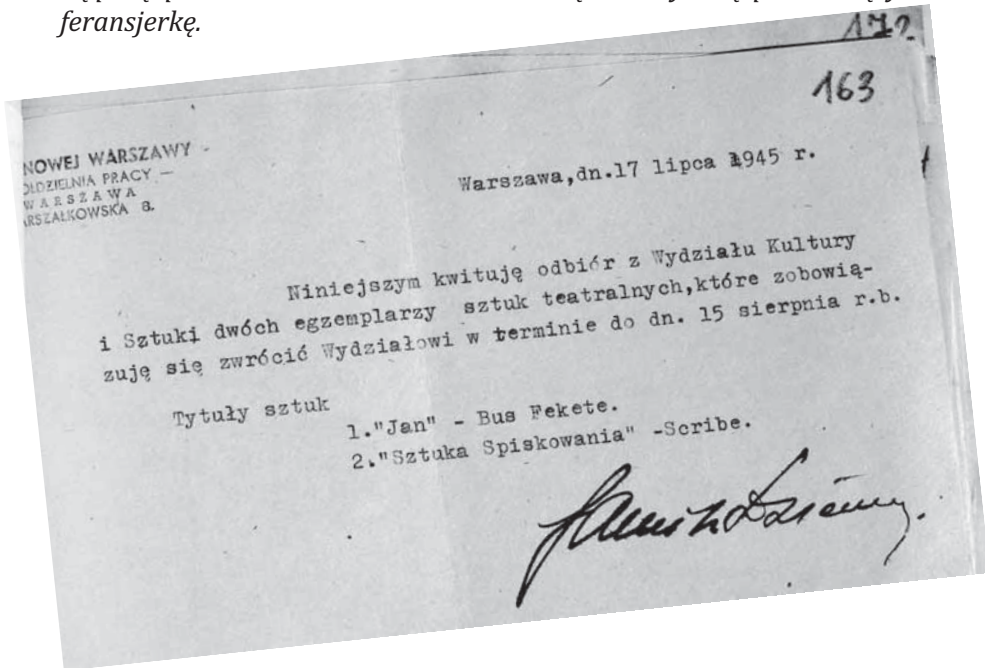 feransjerkę.
172
163
NOWEJ WARSZAWY
ÓŁDZIELNIA PRACY —
WARSZAWA
ARSZAŁKOWSKA 8.
Warszawa,dn.17 lipca 1945 r.
Niniejszym kwituję odbiór z Wydziału Kultury
i Sztuki dwóch egzemplarzy sztuk teatralnych,które zobowią-
zuję się zwrócić Wydziałowi w terminie do dn. 15 sierpnia r.b.
Tytuły sztuk
1."Jan" - Bus Fekete.
2."Sztuka Spiskowania" -Scribe.